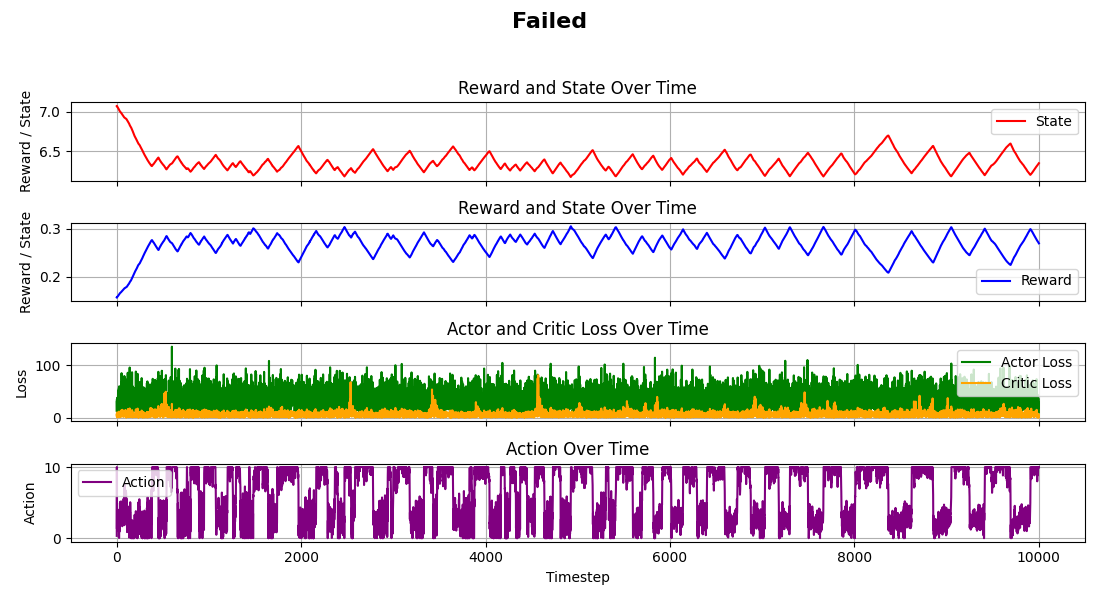 Failed
Reward and State Over Time
Reward / State
7.0
6.5
State
Reward and State Over Time
Reward / State
0.3
0.2
Reward
Actor and Critic Loss Over Time
Loss
100
0
Actor Loss
Critic Loss
Action Over Time
Action
10
0
Action
0 2000 4000 6000 8000 10000
Timestep